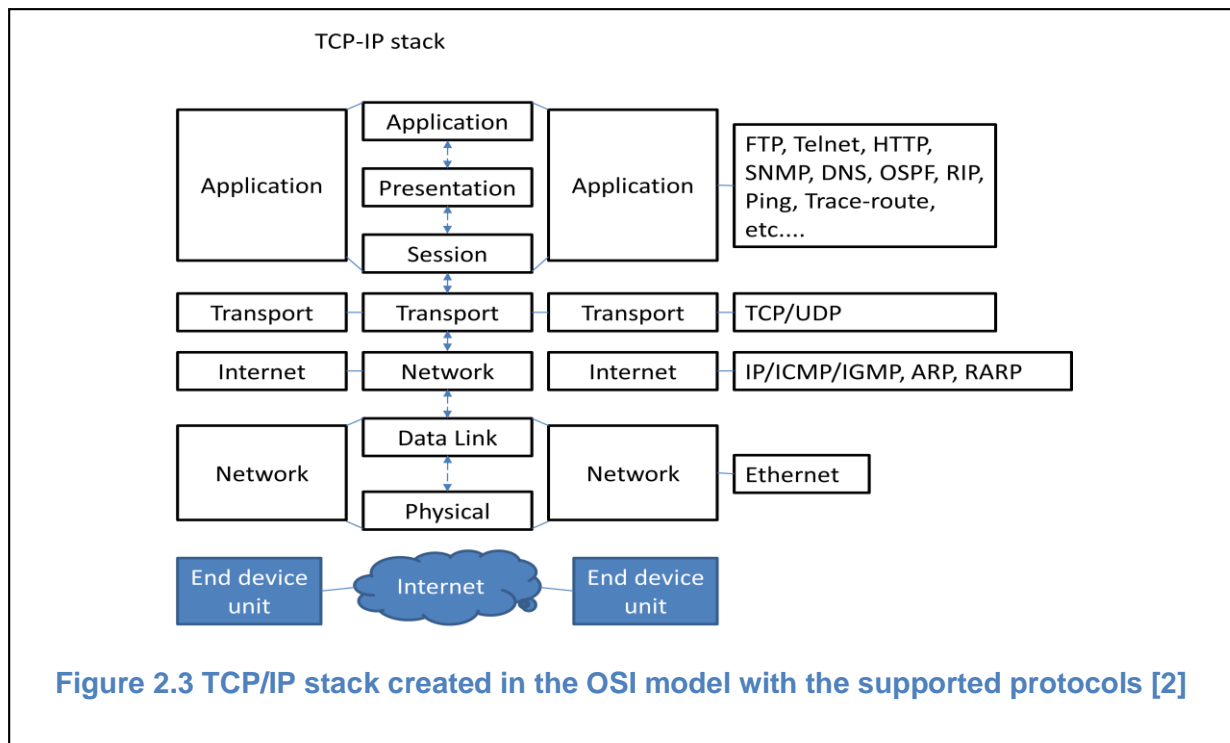 TCP-IP stack
Application
Application
Presentation
Session
Application
FTP, Telnet, HTTP,
SNMP, DNS, OSPF, RIP,
Ping, Trace-route,
etc....
Transport
Transport
Transport
TCP/UDP
Internet
Network
Internet
IP/ICMP/IGMP, ARP, RARP
Network
Data Link
Physical
Network
Ethernet
End device
unit
Internet
End device
unit
Figure 2.3 TCP/IP stack created in the OSI model with the supported protocols [2]